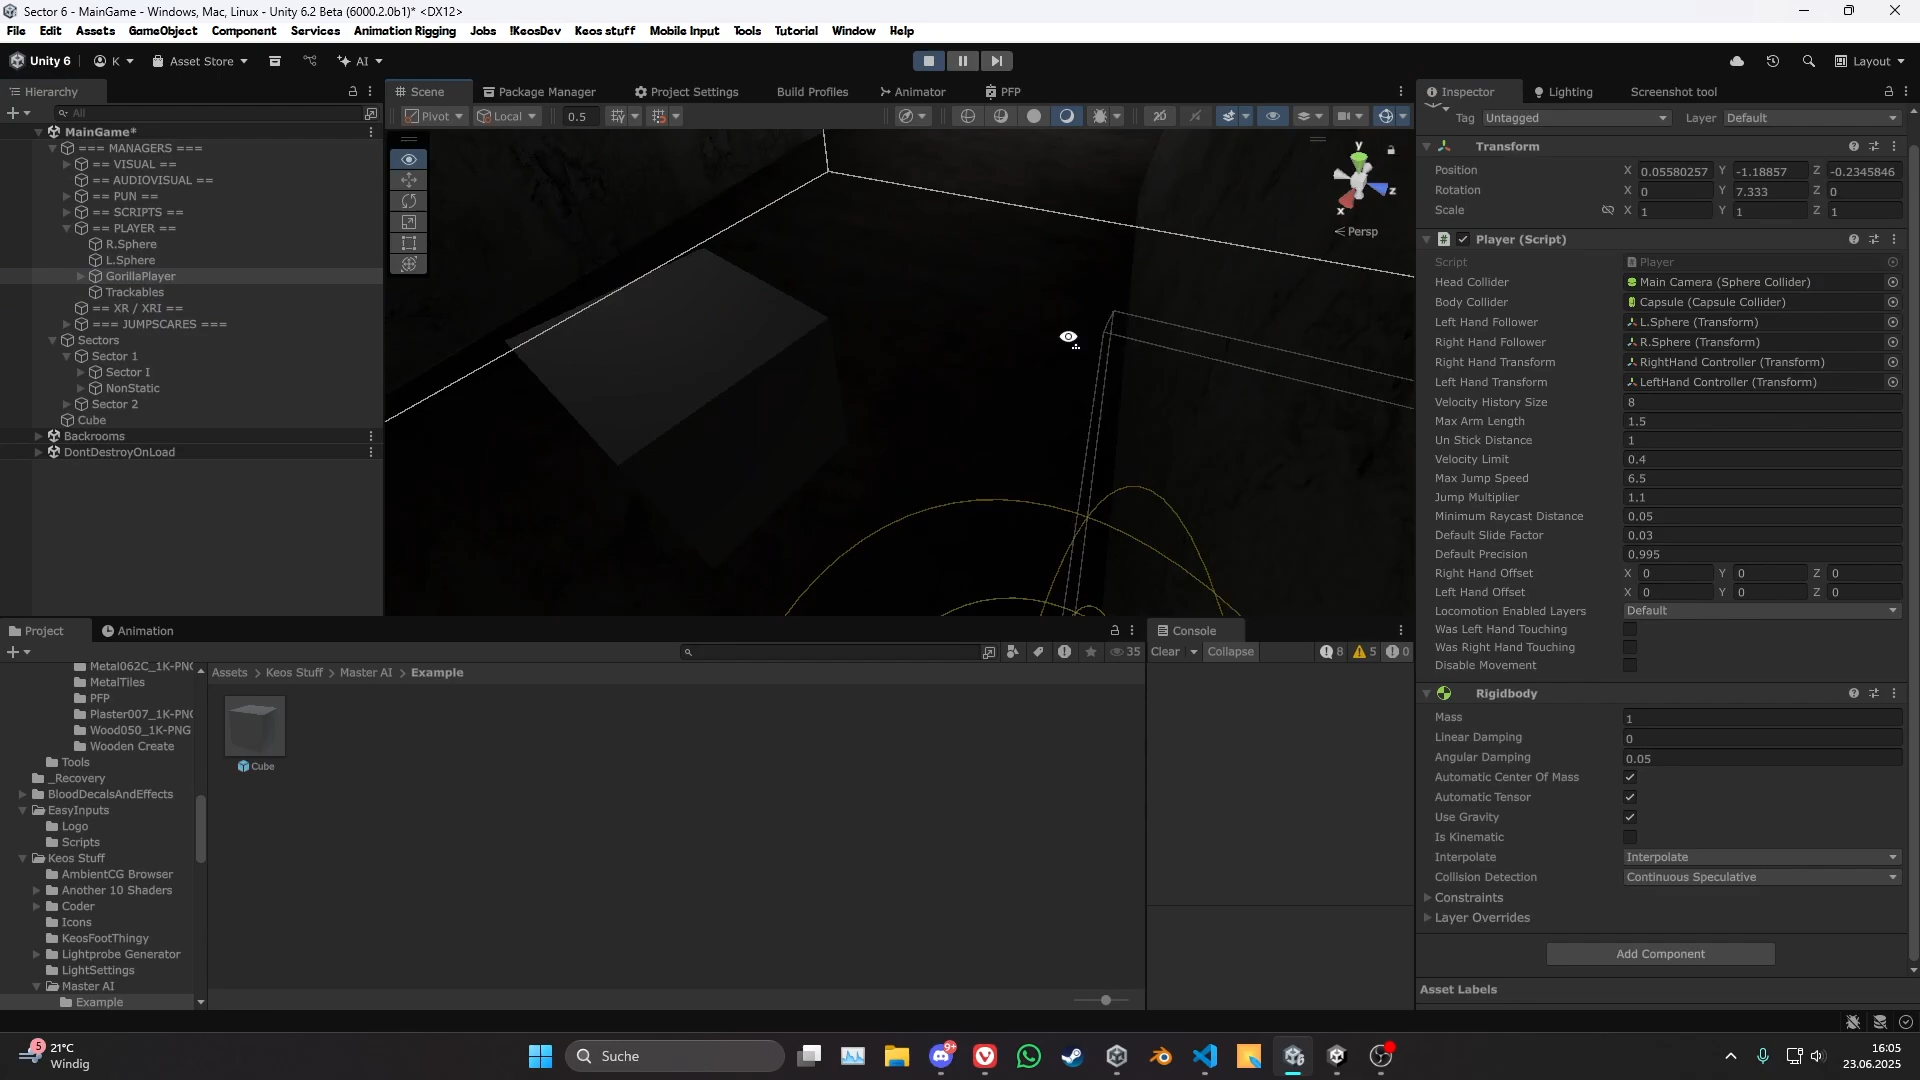 Sector 6 - MainGame - Windows, Mac, Linux - Unity 6.2 Beta (6000.2.0b1)* <DX12>
File Edit Assets GameObject Component Services Animation Rigging Jobs !KeosDev Keos stuff Mobile Input Tools Tutorial Window Help
Unity 6 K Asset Store AI Layout
Hierarchy
All
MainGame*
=== MANAGERS ===
== VISUAL ==
== AUDIOVISUAL ==
== PUN ==
== SCRIPTS ==
== PLAYER ==
R.Sphere
L.Sphere
GorillaPlayer
Trackables
== XR / XRI ==
=== JUMPSCARES ===
Sectors
Sector 1
Sector I
NonStatic
Sector 2
Cube
Backrooms
DontDestroyOnLoad
Scene Package Manager Project Settings Build Profiles Animator PFP
Pivot Local 0.5 2D
y
z
x
Persp
Inspector Lighting Screenshot tool
Tag Untagged Layer Default
Transform
Position X 0.05580257 Y -1.18857 Z -0.2345846
Rotation X 0 Y 7.333 Z 0
Scale X 1 Y 1 Z 1
Player (Script)
Script Player
Head Collider Main Camera (Sphere Collider)
Body Collider Capsule (Capsule Collider)
Left Hand Follower L.Sphere (Transform)
Right Hand Follower R.Sphere (Transform)
Right Hand Transform RightHand Controller (Transform)
Left Hand Transform LeftHand Controller (Transform)
Velocity History Size 8
Max Arm Length 1.5
Un Stick Distance 1
Velocity Limit 0.4
Max Jump Speed 6.5
Jump Multiplier 1.1
Minimum Raycast Distance 0.05
Default Slide Factor 0.03
Default Precision 0.995
Right Hand Offset X 0 Y 0 Z 0
Left Hand Offset X 0 Y 0 Z 0
Locomotion Enabled Layers Default
Was Left Hand Touching
Was Right Hand Touching
Disable Movement
Rigidbody
Mass 1
Linear Damping 0
Angular Damping 0.05
Automatic Center Of Mass
Automatic Tensor
Use Gravity
Is Kinematic
Interpolate Interpolate
Collision Detection Continuous Speculative
Constraints
Layer Overrides
Add Component
Asset Labels
Project Animation
35
Metal062C_1K-PNG
MetalTiles
PFP
Plaster007_1K-PNG
Wood050_1K-PNG
Wooden Create
Tools
_Recovery
BloodDecalsAndEffects
EasyInputs
Logo
Scripts
Keos Stuff
AmbientCG Browser
Another 10 Shaders
Coder
Icons
KeosFootThingy
Lightprobe Generator
LightSettings
Master AI
Example
Assets > Keos Stuff > Master AI > Example
Cube
Console
Clear Collapse 8 5 0
5
21°C
Windig
Suche
9+
16:05
23.06.2025